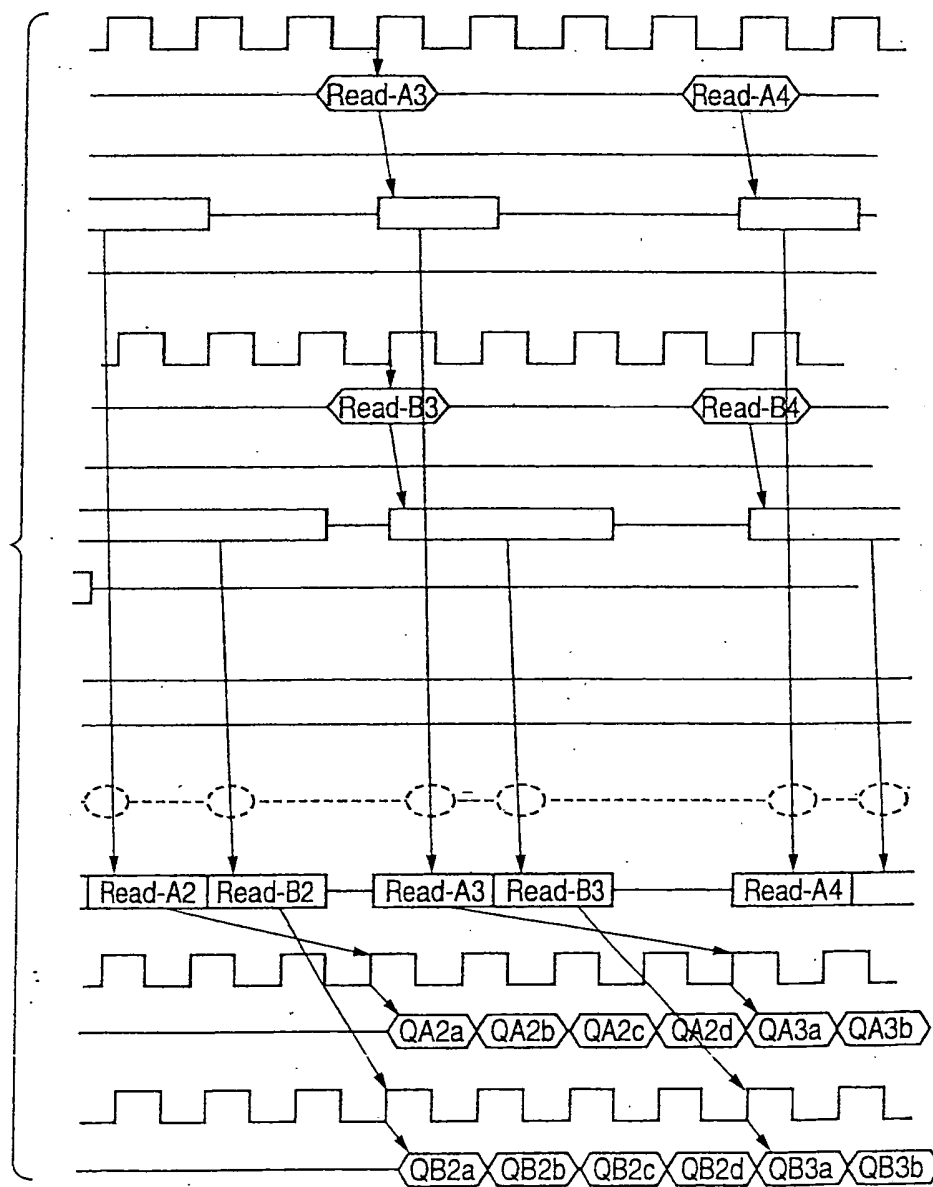 Read-A3 Read-A4
Read-B3 Read-B4
Read-A2 Read-B2 Read-A3 Read-B3 Read-A4
QA2a QA2b QA2c QA2d QA3a QA3b
QB2a QB2b QB2c QB2d QB3a QB3b